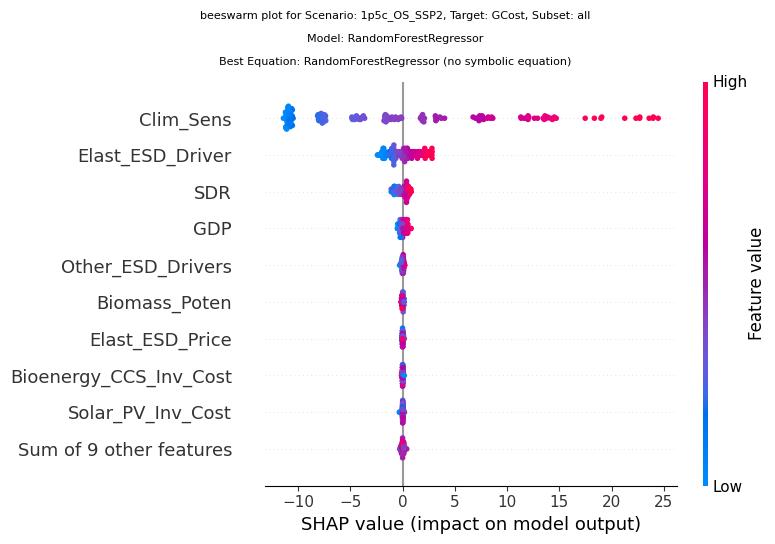 beeswarm plot for Scenario: 1p5c_OS_SSP2, Target: GCost, Subset: all
Model: RandomForestRegressor
Best Equation: RandomForestRegressor (no symbolic equation)
High
Clim_Sens
Elast_ESD_Driver
SDR
GDP
Other_ESD_Drivers
Biomass_Poten
Elast_ESD_Price
Bioenergy_CCS_Inv_Cost
Solar_PV_Inv_Cost
Sum of 9 other features
Feature value
Low
−10 −5 0 5 10 15 20 25
SHAP value (impact on model output)